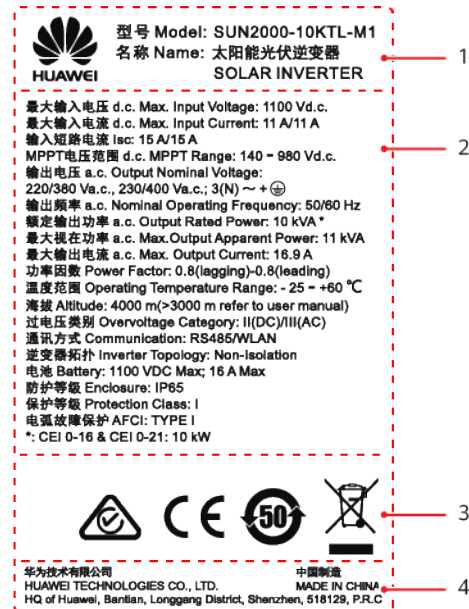 HUAWEI
型号 Model: SUN2000-10KTL-M1
名称 Name: 太阳能光伏逆变器
SOLAR INVERTER
1
最大输入电压 d.c. Max. Input Voltage: 1100 Vd.c.
最大输入电流 d.c. Max. Input Current: 11 A/11 A
输入短路电流 Isc: 15 A/15 A
MPPT电压范围 d.c. MPPT Range: 140 - 980 Vd.c.
输出电压 a.c. Output Nominal Voltage:
220/380 Va.c., 230/400 Va.c.; 3(N) ~ +
输出频率 a.c. Nominal Operating Frequency: 50/60 Hz
额定输出功率 a.c. Output Rated Power: 10 kVA *
最大视在功率 a.c. Max.Output Apparent Power: 11 kVA
最大输出电流 a.c. Max. Output Current: 16.9 A
功率因数 Power Factor: 0.8(lagging)-0.8(leading)
温度范围 Operating Temperature Range: - 25 - +60 ℃
海拔 Altitude: 4000 m(>3000 m refer to user manual)
过电压类别 Overvoltage Category: II(DC)/III(AC)
通讯方式 Communication: RS485/WLAN
逆变器拓扑 Inverter Topology: Non-Isolation
电池 Battery: 1100 VDC Max; 16 A Max
防护等级 Enclosure: IP65
保护等级 Protection Class: I
电弧故障保护 AFCI: TYPE I
*: CEI 0-16 & CEI 0-21: 10 kW
2
CE
50
3
华为技术有限公司 中国制造
HUAWEI TECHNOLOGIES CO., LTD. MADE IN CHINA
HQ of Huawei, Bantian, Longgang District, Shenzhen, 518129, P.R.C
4